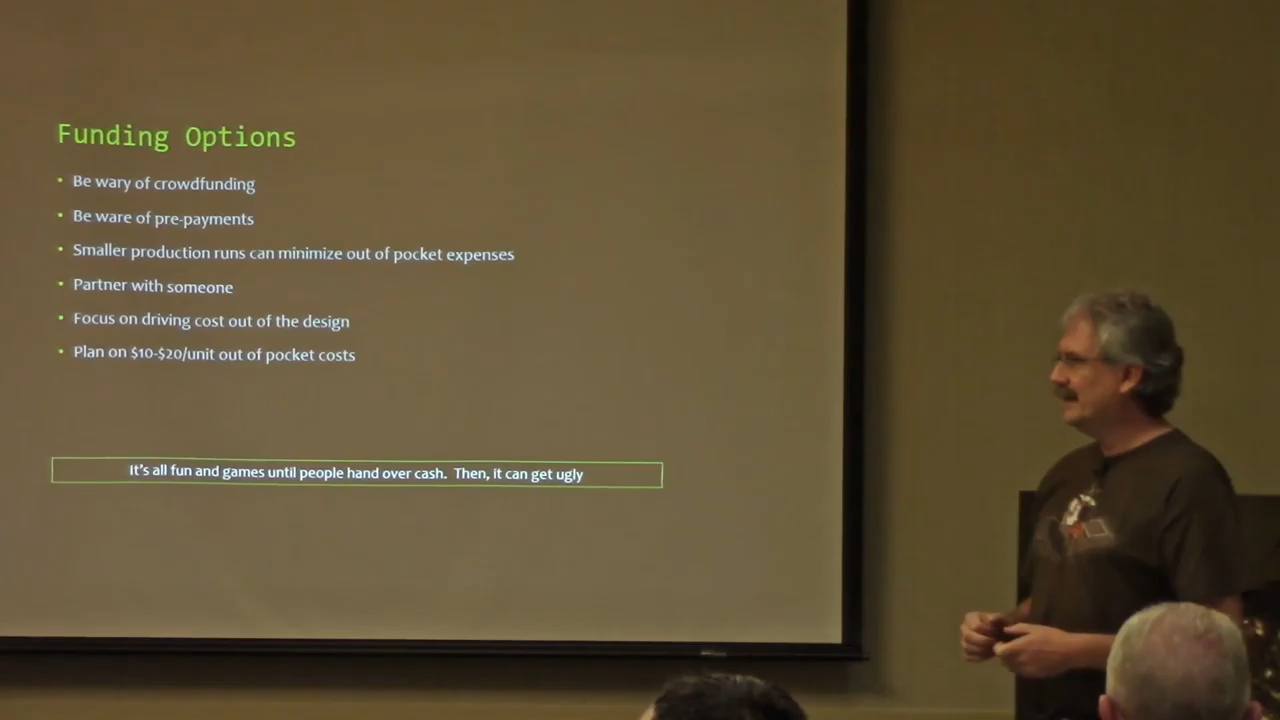 Funding Options
• Be wary of crowdfunding
• Be ware of pre-payments
• Smaller production runs can minimize out of pocket expenses
• Partner with someone
• Focus on driving cost out of the design
• Plan on $10-$20/unit out of pocket costs
It's all fun and games until people hand over cash.  Then, it can get ugly